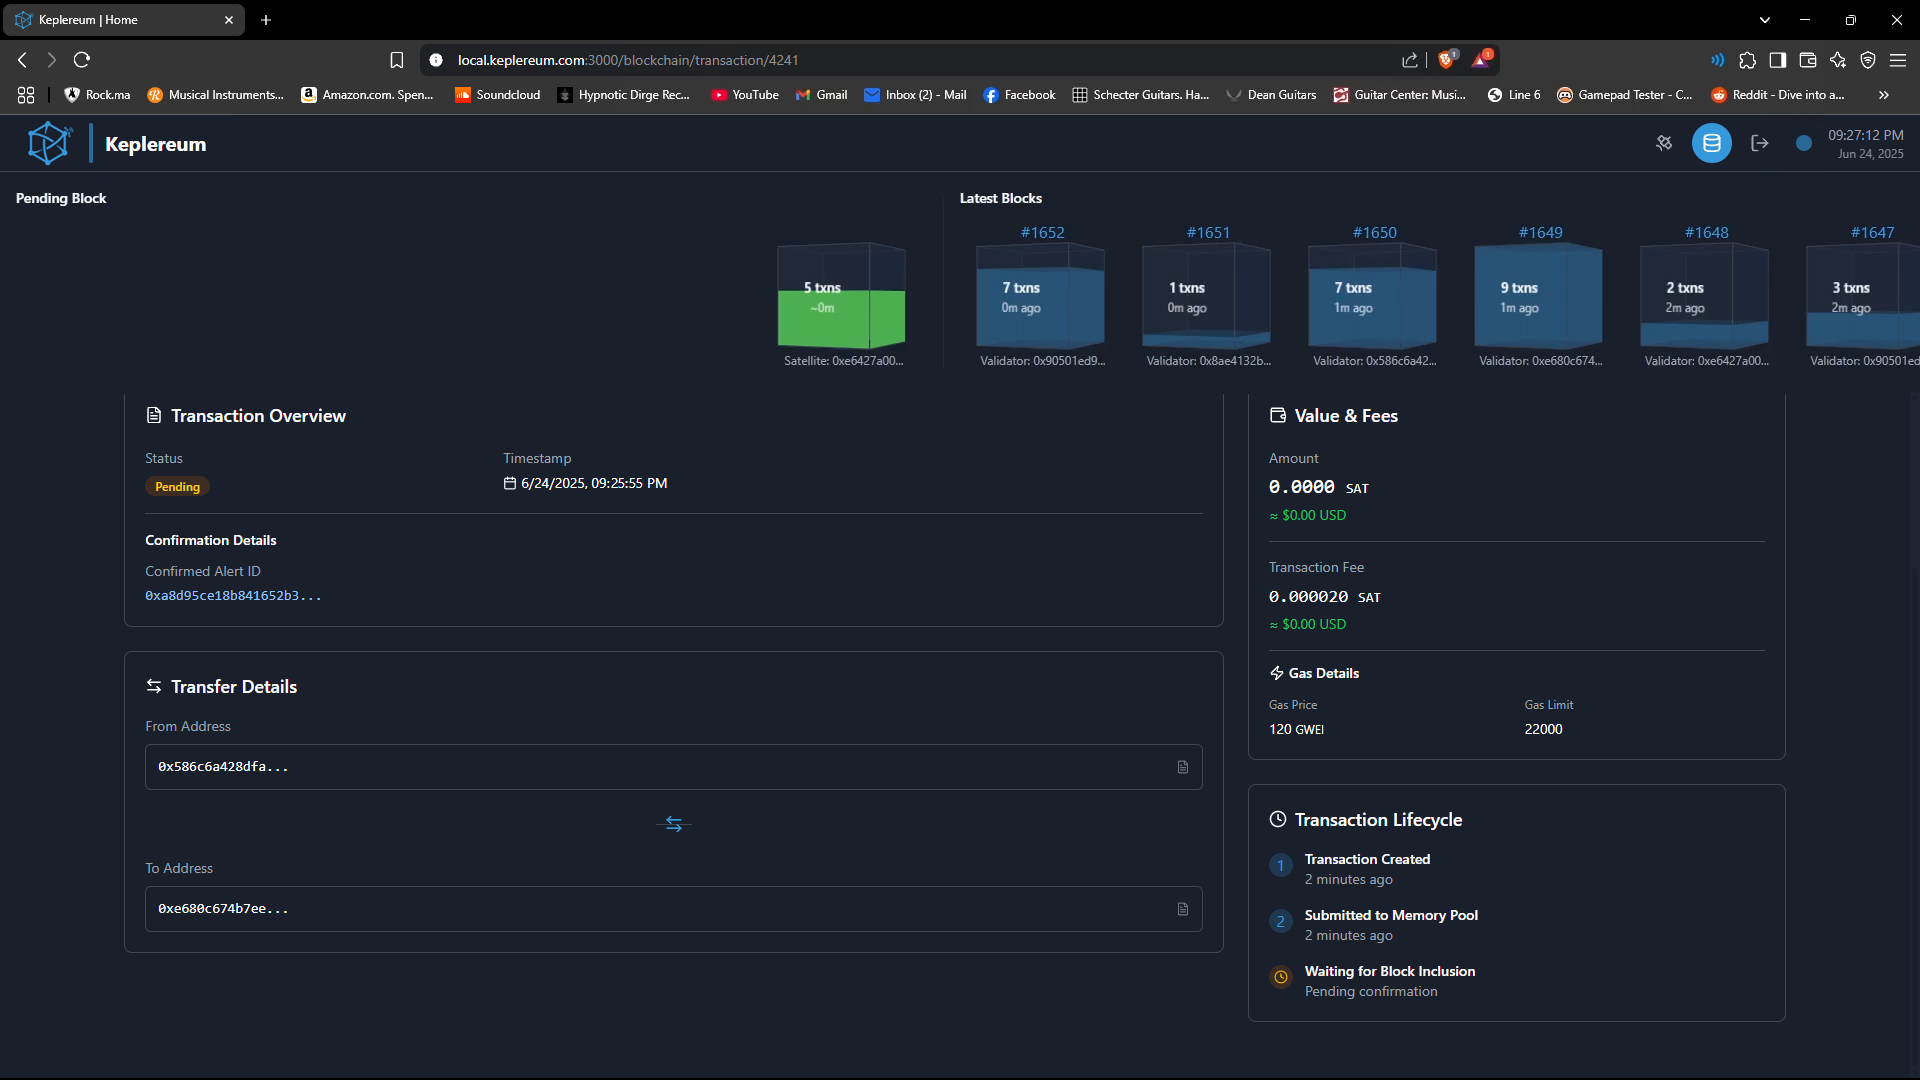 Keplereum | Home
local.keplereum.com:3000/blockchain/transaction/4241
1
1
Rock.ma
Musical Instruments...
Amazon.com. Spen...
Soundcloud
Hypnotic Dirge Rec...
YouTube
Gmail
Inbox (2) - Mail
Facebook
Schecter Guitars. Ha...
Dean Guitars
Guitar Center: Musi...
Line 6
Gamepad Tester - C...
Reddit - Dive into a...
Keplereum
09:27:12 PM
Jun 24, 2025
Pending Block
5 txns
~0m
Satellite: 0xe6427a00...
Latest Blocks
#1652
7 txns
0m ago
Validator: 0x90501ed9...
#1651
1 txns
0m ago
Validator: 0x8ae4132b...
#1650
7 txns
1m ago
Validator: 0x586c6a42...
#1649
9 txns
1m ago
Validator: 0xe680c674...
#1648
2 txns
2m ago
Validator: 0xe6427a00...
#1647
3 txns
2m ago
Validator: 0x90501ed
Transaction Overview
Status
Pending
Timestamp
6/24/2025, 09:25:55 PM
Confirmation Details
Confirmed Alert ID
0xa8d95ce18b841652b3...
Transfer Details
From Address
0x586c6a428dfa...
To Address
0xe680c674b7ee...
Value & Fees
Amount
0.0000 SAT
≈ $0.00 USD
Transaction Fee
0.000020 SAT
≈ $0.00 USD
Gas Details
Gas Price
120 GWEI
Gas Limit
22000
Transaction Lifecycle
1
Transaction Created
2 minutes ago
2
Submitted to Memory Pool
2 minutes ago
Waiting for Block Inclusion
Pending confirmation